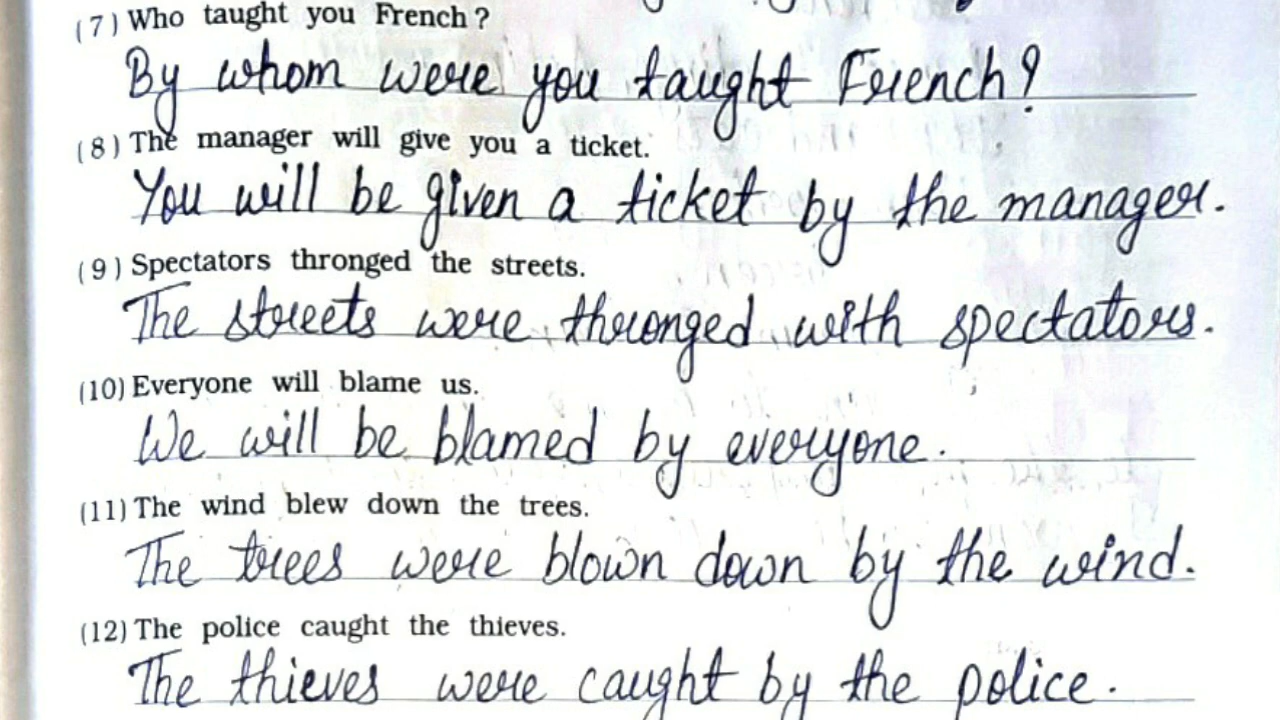 (7) Who taught you French?
By whom were you taught French?
(8) The manager will give you a ticket.
You will be given a ticket by the manager.
(9) Spectators thronged the streets.
The streets were thronged with spectators.
(10) Everyone will blame us.
We will be blamed by everyone.
(11) The wind blew down the trees.
The trees were blown down by the wind.
(12) The police caught the thieves.
The thieves were caught by the police.